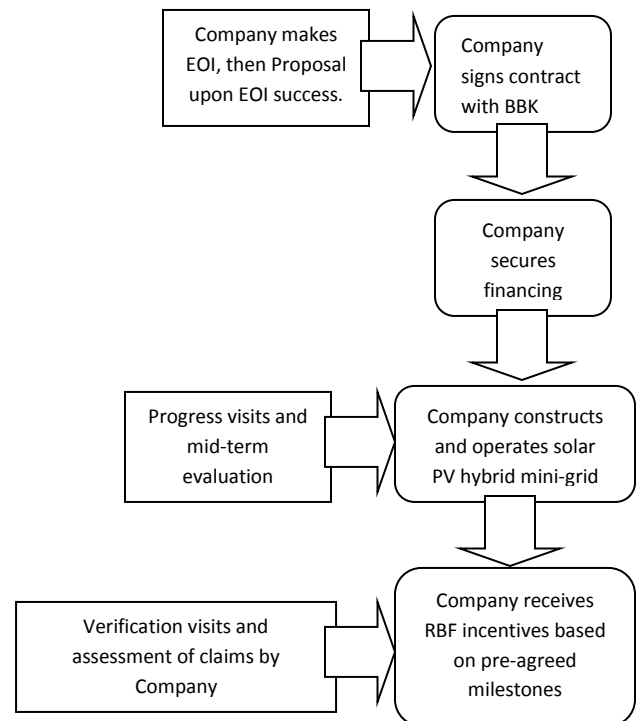 Company makes
EOI, then Proposal
upon EOI success.
Company
signs contract
with BBK
Company
secures
financing
Progress visits and
mid-term
evaluation
Company constructs
and operates solar
PV hybrid mini-grid
Verification visits and
assessment of claims by
Company
Company receives
RBF incentives based
on pre-agreed
milestones